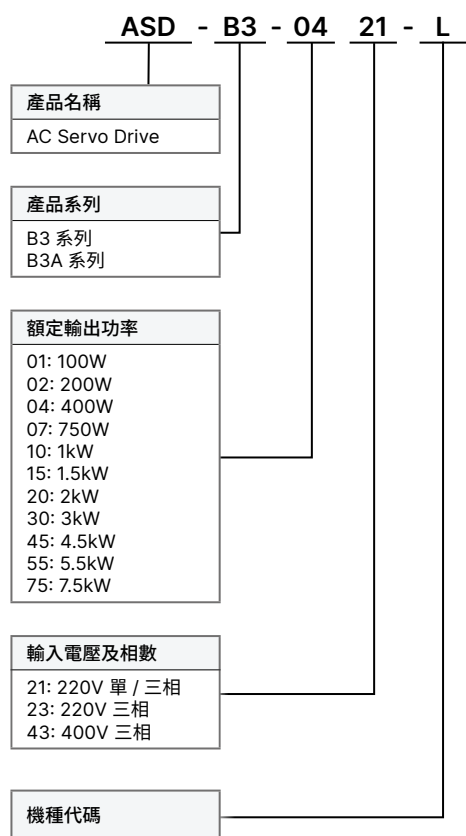 ASD - B3 - 04 21 - L
產品名稱
AC Servo Drive
產品系列
B3 系列
B3A 系列
額定輸出功率
01: 100W
02: 200W
04: 400W
07: 750W
10: 1kW
15: 1.5kW
20: 2kW
30: 3kW
45: 4.5kW
55: 5.5kW
75: 7.5kW
輸入電壓及相數
21: 220V 單 / 三相
23: 220V 三相
43: 400V 三相
機種代碼